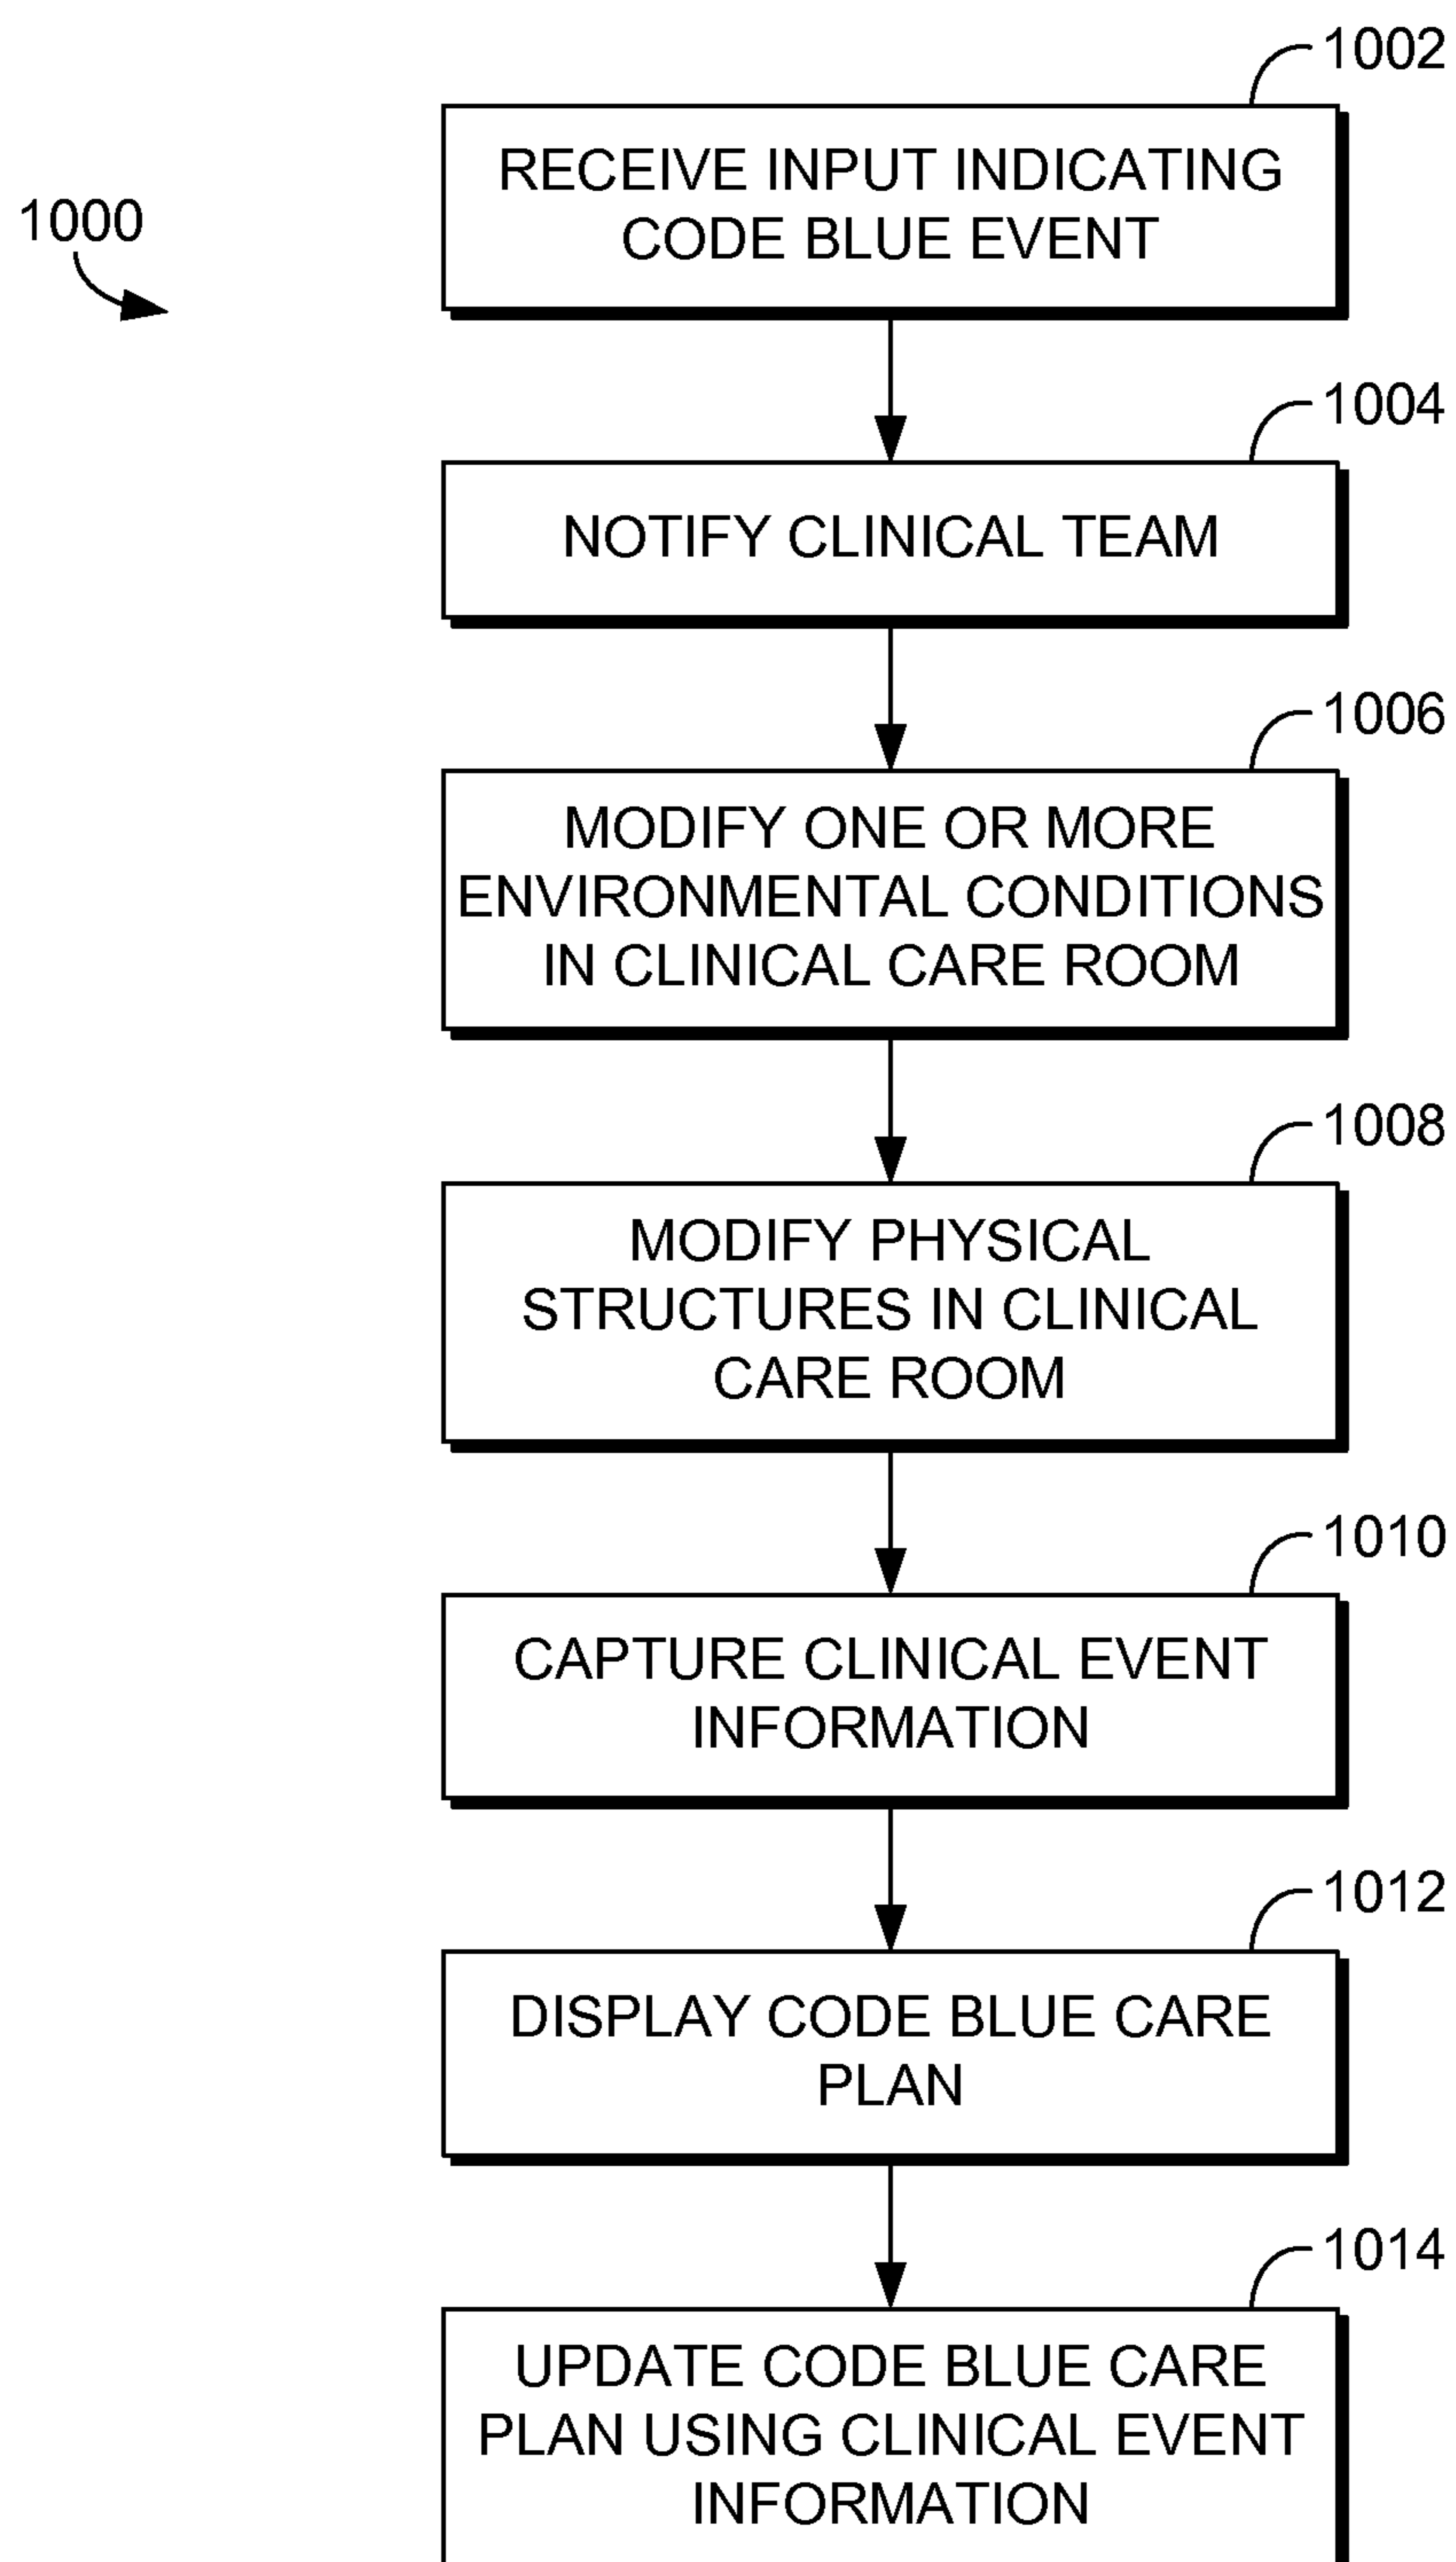 1002
RECEIVE INPUT INDICATING
CODE BLUE EVENT
1000
1004
NOTIFY CLINICAL TEAM
1006
MODIFY ONE OR MORE
ENVIRONMENTAL CONDITIONS
IN CLINICAL CARE ROOM
1008
MODIFY PHYSICAL
STRUCTURES IN CLINICAL
CARE ROOM
1010
CAPTURE CLINICAL EVENT
INFORMATION
1012
DISPLAY CODE BLUE CARE
PLAN
1014
UPDATE CODE BLUE CARE
PLAN USING CLINICAL EVENT
INFORMATION